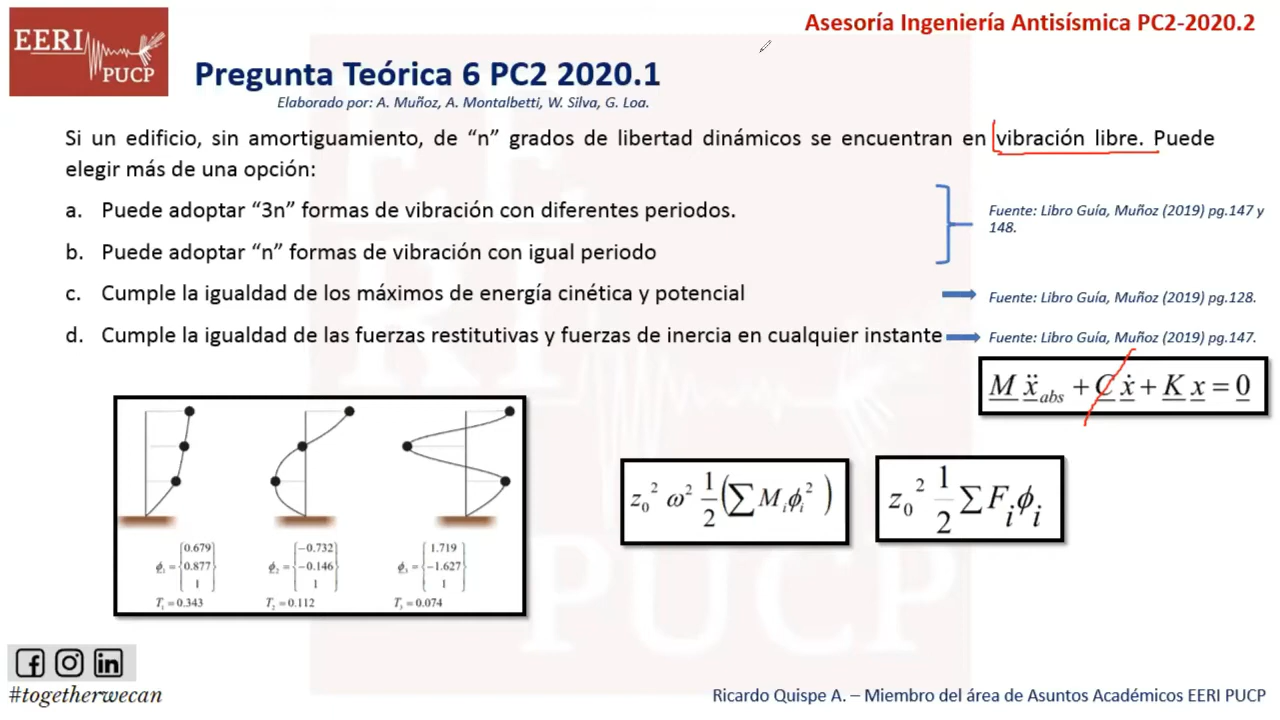 Asesoría Ingeniería Antisísmica PC2-2020.2
EERI
PUCP
Pregunta Teórica 6 PC2 2020.1
Elaborado por: A. Muñoz, A. Montalbetti, W. Silva, G. Loa.
Si un edificio, sin amortiguamiento, de “n” grados de libertad dinámicos se encuentran en vibración libre. Puede
elegir más de una opción:
a. Puede adoptar “3n” formas de vibración con diferentes periodos.
b. Puede adoptar “n” formas de vibración con igual periodo
c. Cumple la igualdad de los máximos de energía cinética y potencial
d. Cumple la igualdad de las fuerzas restitutivas y fuerzas de inercia en cualquier instante
Fuente: Libro Guía, Muñoz (2019) pg.147 y
148.
Fuente: Libro Guía, Muñoz (2019) pg.128.
Fuente: Libro Guía, Muñoz (2019) pg.147.
M ẍ_abs + C ẋ + K x = 0
z₀² ω² 1/2 (∑ M_i ϕ_i²)
z₀² 1/2 ∑ F_i ϕ_i
ϕ₁ = {0.679 0.877 1}
T₁ = 0.343
ϕ₂ = {−0.732 −0.146 1}
T₂ = 0.112
ϕ₃ = {1.719 −1.627 1}
T₃ = 0.074
EERI
PUCP
#togetherwecan
Ricardo Quispe A. – Miembro del área de Asuntos Académicos EERI PUCP